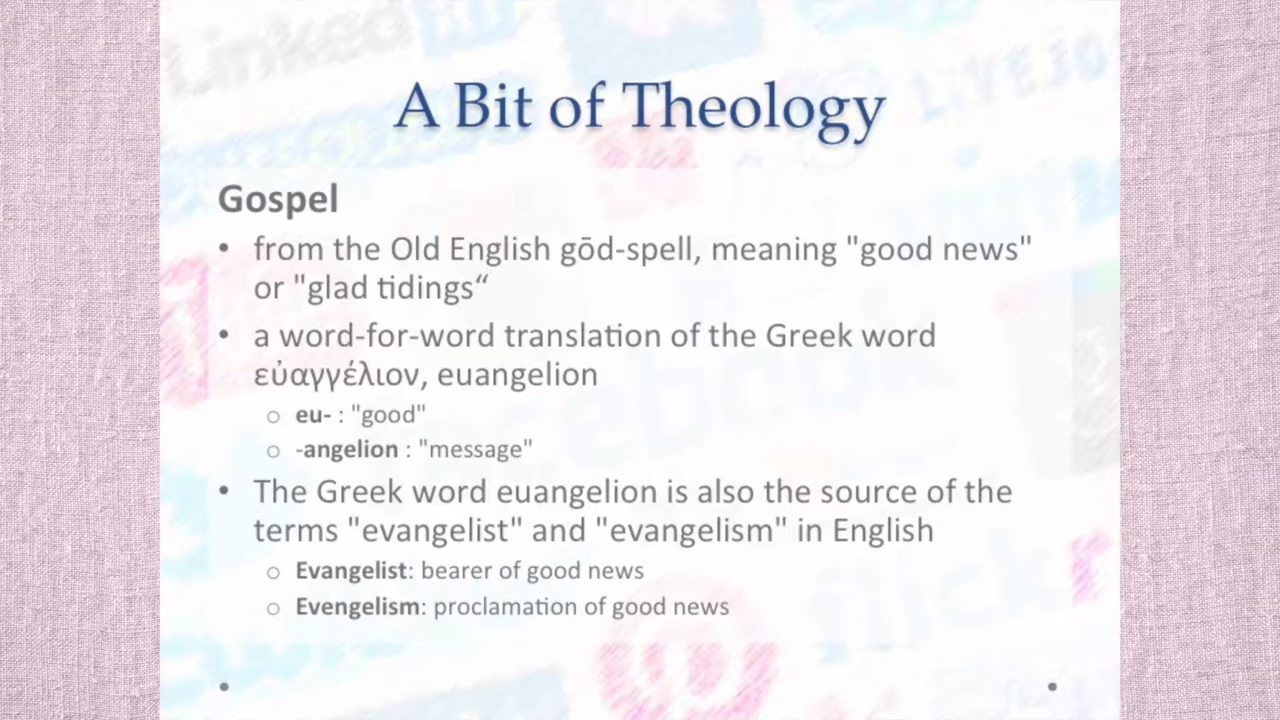 A Bit of Theology
Gospel
• from the Old English gōd-spell, meaning "good news"
or "glad tidings“
• a word-for-word translation of the Greek word
εὐαγγέλιον, euangelion
o eu- : "good"
o -angelion : "message"
• The Greek word euangelion is also the source of the
terms "evangelist" and "evangelism" in English
o Evangelist: bearer of good news
o Evengelism: proclamation of good news